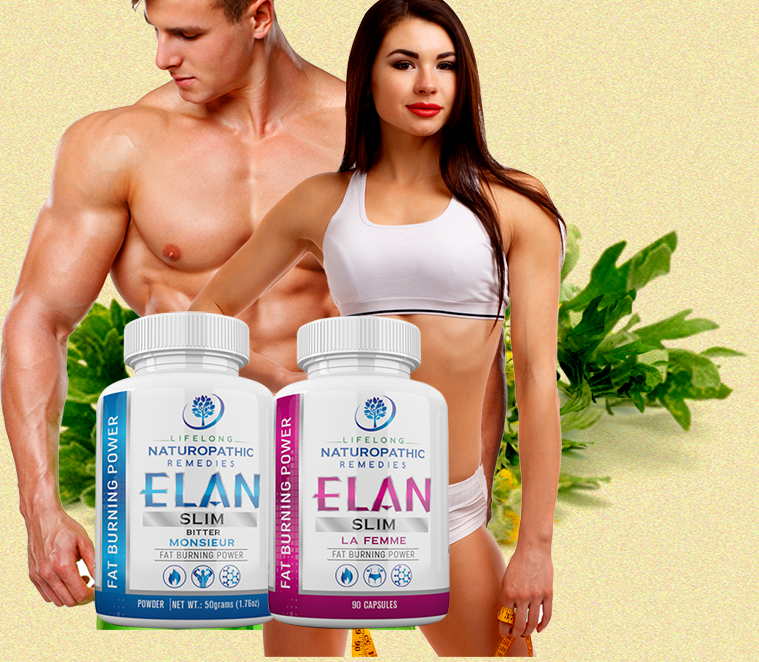 FAT BURNING POWER
LIFELONG
NATUROPATHIC
REMEDIES
ELAN
SLIM
BITTER
MONSIEUR
FAT BURNING POWER
POWDER NET WT.: 50grams (1.76oz)
FAT BURNING POWER
LIFELONG
NATUROPATHIC
REMEDIES
ELAN
SLIM
LA FEMME
FAT BURNING POWER
90 CAPSULES